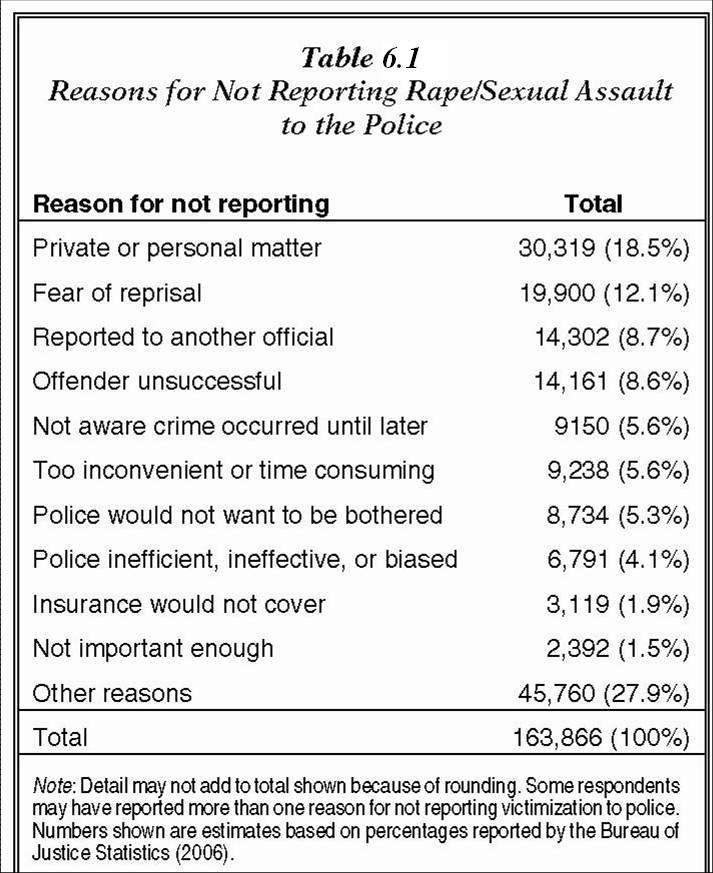 Table 6.1
Reasons for Not Reporting Rape/Sexual Assault
to the Police
Reason for not reporting Total
Private or personal matter 30,319 (18.5%)
Fear of reprisal 19,900 (12.1%)
Reported to another official 14,302 (8.7%)
Offender unsuccessful 14,161 (8.6%)
Not aware crime occurred until later 9150 (5.6%)
Too inconvenient or time consuming 9,238 (5.6%)
Police would not want to be bothered 8,734 (5.3%)
Police inefficient, ineffective, or biased 6,791 (4.1%)
Insurance would not cover 3,119 (1.9%)
Not important enough 2,392 (1.5%)
Other reasons 45,760 (27.9%)
Total 163,866 (100%)
Note: Detail may not add to total shown because of rounding. Some respondents
may have reported more than one reason for not reporting victimization to police.
Numbers shown are estimates based on percentages reported by the Bureau of
Justice Statistics (2006).